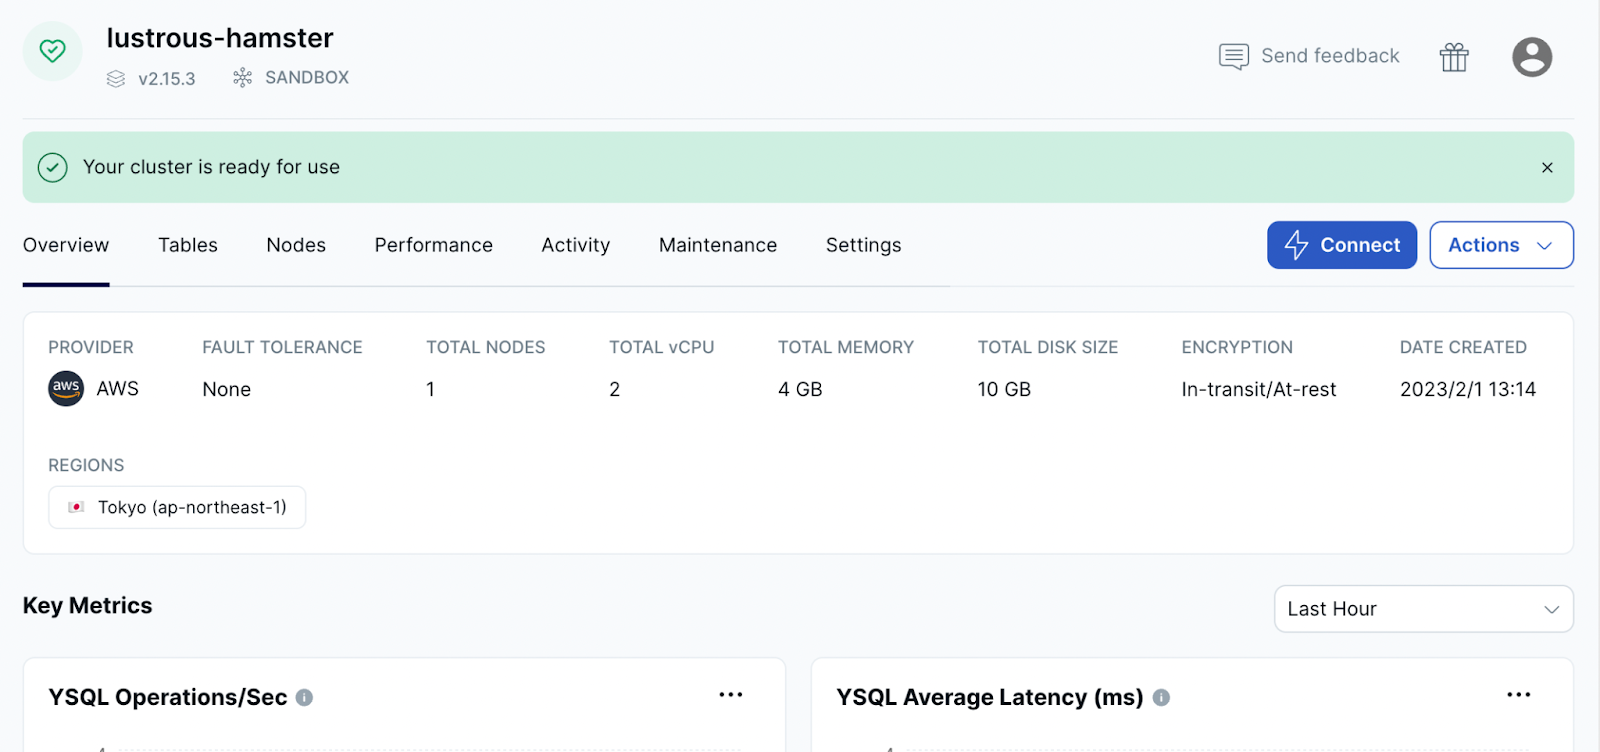 lustrous-hamster
v2.15.3 SANDBOX
Send feedback
Your cluster is ready for use
Overview Tables Nodes Performance Activity Maintenance Settings
Connect Actions
PROVIDER FAULT TOLERANCE TOTAL NODES TOTAL vCPU TOTAL MEMORY TOTAL DISK SIZE ENCRYPTION DATE CREATED
aws AWS None 1 2 4 GB 10 GB In-transit/At-rest 2023/2/1 13:14
REGIONS
Tokyo (ap-northeast-1)
Key Metrics
Last Hour
YSQL Operations/Sec
YSQL Average Latency (ms)